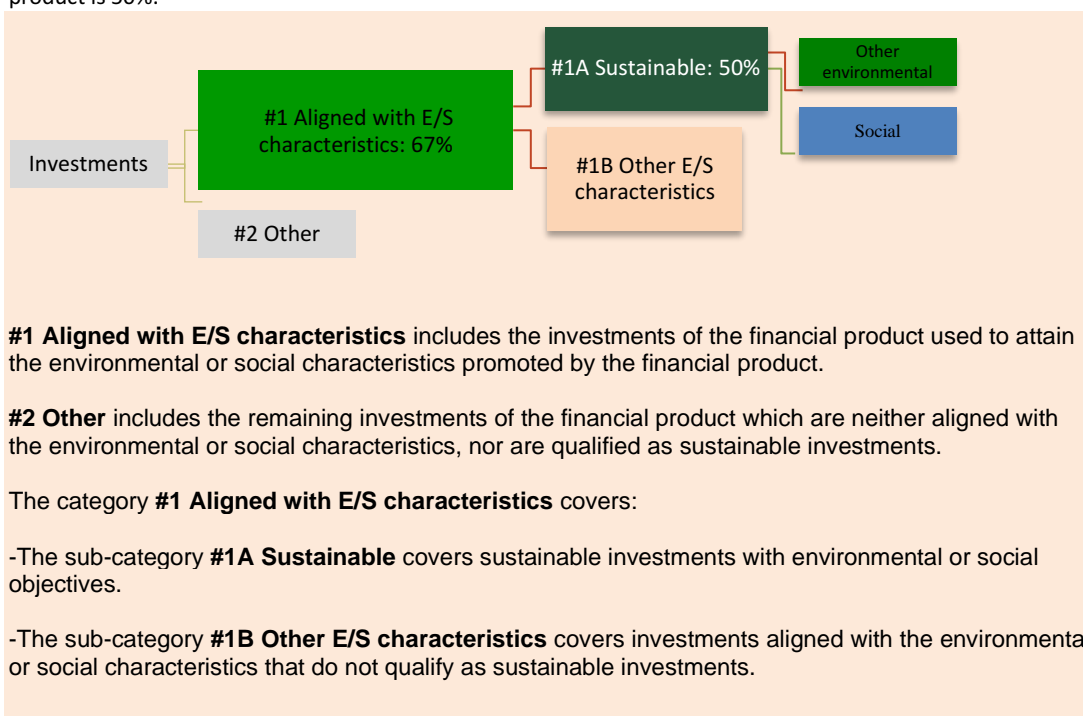 product is 50%.
Investments
#1 Aligned with E/S
characteristics: 67%
#2 Other
#1A Sustainable: 50%
#1B Other E/S
characteristics
Other
environmental
Social
#1 Aligned with E/S characteristics includes the investments of the financial product used to attain
the environmental or social characteristics promoted by the financial product.
#2 Other includes the remaining investments of the financial product which are neither aligned with
the environmental or social characteristics, nor are qualified as sustainable investments.
The category #1 Aligned with E/S characteristics covers:
-The sub-category #1A Sustainable covers sustainable investments with environmental or social
objectives.
-The sub-category #1B Other E/S characteristics covers investments aligned with the environmenta
or social characteristics that do not qualify as sustainable investments.